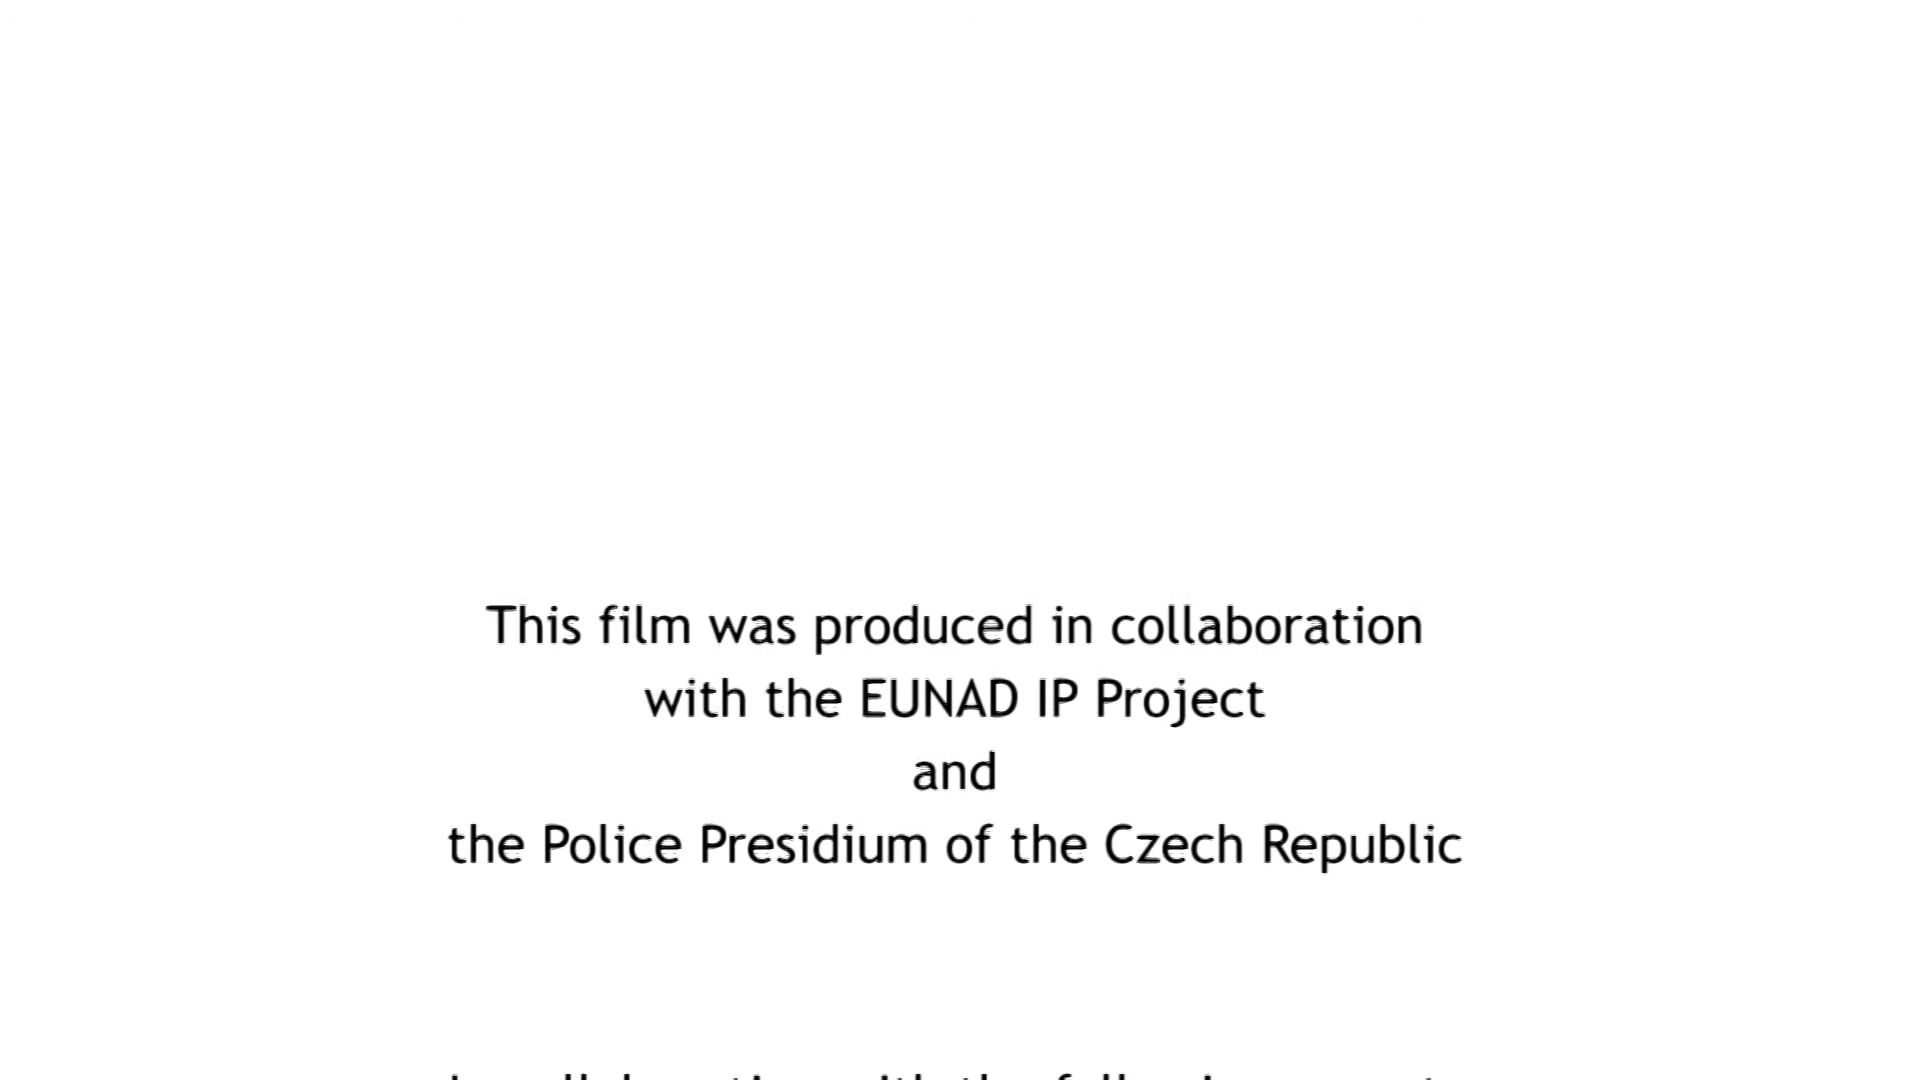 This film was produced in collaboration
with the EUNAD IP Project
and
the Police Presidium of the Czech Republic